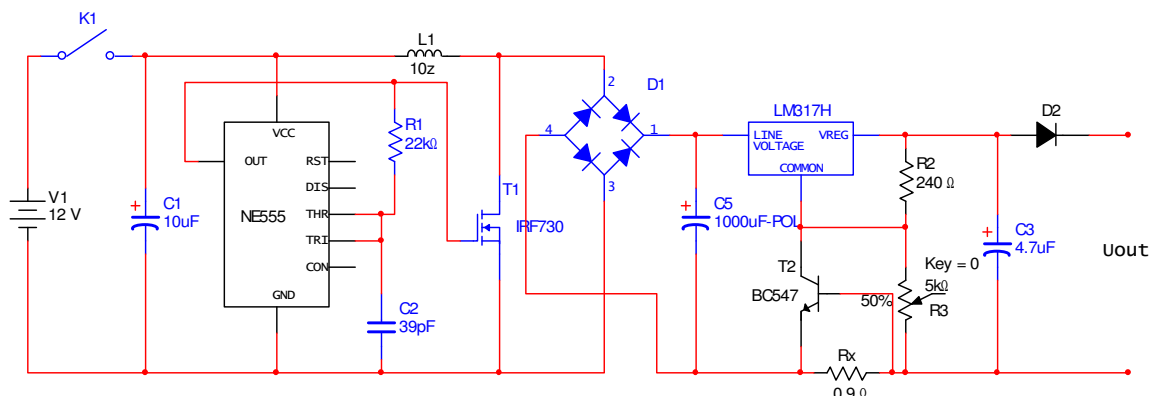 K1
L1
10z
D1
2
4
1
3
LM317H
LINE
VOLTAGE
VREG
COMMON
D2
VCC
OUT
RST
DIS
THR
TRI
CON
GND
NE555
R1
22kΩ
T1
IRF730
V1
12 V
C1
10uF
C2
39pF
C5
1000uF-POL
R2
240 Ω
C3
4.7uF
Uout
T2
BC547
Key = 0
5kΩ
50%
R3
Rx
0.9 Ω